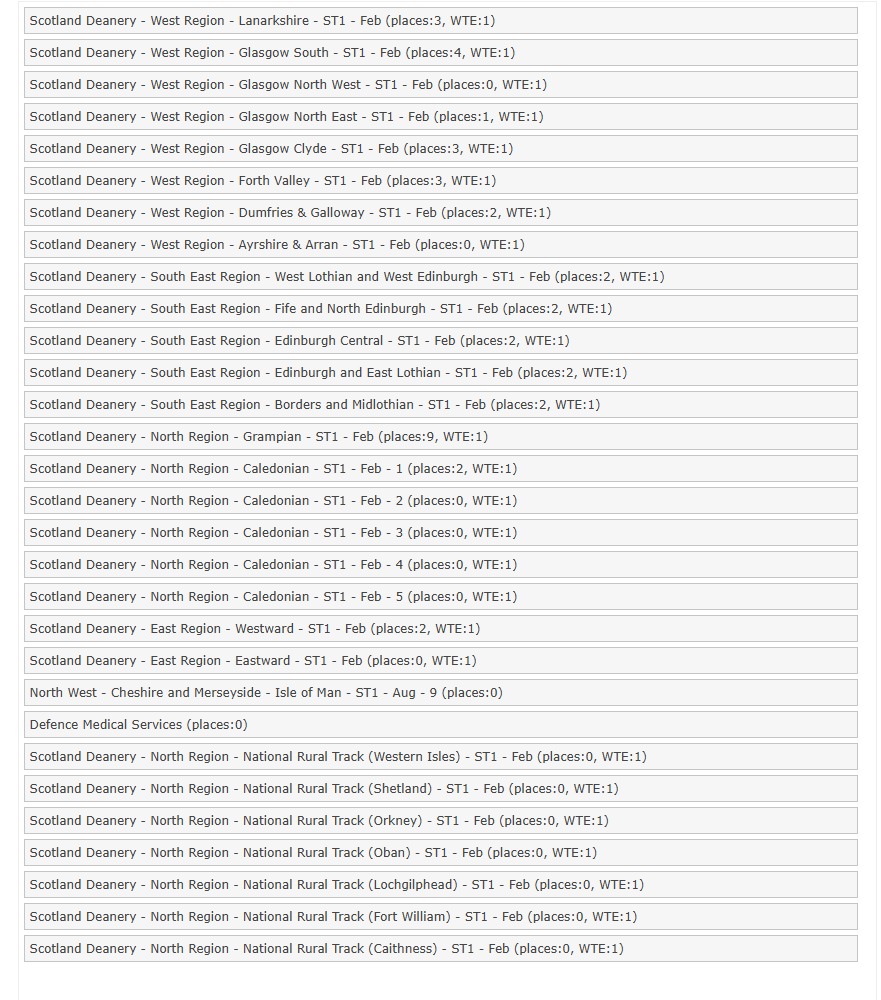 Scotland Deanery - West Region - Lanarkshire - ST1 - Feb (places:3, WTE:1)
Scotland Deanery - West Region - Glasgow South - ST1 - Feb (places:4, WTE:1)
Scotland Deanery - West Region - Glasgow North West - ST1 - Feb (places:0, WTE:1)
Scotland Deanery - West Region - Glasgow North East - ST1 - Feb (places:1, WTE:1)
Scotland Deanery - West Region - Glasgow Clyde - ST1 - Feb (places:3, WTE:1)
Scotland Deanery - West Region - Forth Valley - ST1 - Feb (places:3, WTE:1)
Scotland Deanery - West Region - Dumfries & Galloway - ST1 - Feb (places:2, WTE:1)
Scotland Deanery - West Region - Ayrshire & Arran - ST1 - Feb (places:0, WTE:1)
Scotland Deanery - South East Region - West Lothian and West Edinburgh - ST1 - Feb (places:2, WTE:1)
Scotland Deanery - South East Region - Fife and North Edinburgh - ST1 - Feb (places:2, WTE:1)
Scotland Deanery - South East Region - Edinburgh Central - ST1 - Feb (places:2, WTE:1)
Scotland Deanery - South East Region - Edinburgh and East Lothian - ST1 - Feb (places:2, WTE:1)
Scotland Deanery - South East Region - Borders and Midlothian - ST1 - Feb (places:2, WTE:1)
Scotland Deanery - North Region - Grampian - ST1 - Feb (places:9, WTE:1)
Scotland Deanery - North Region - Caledonian - ST1 - Feb - 1 (places:2, WTE:1)
Scotland Deanery - North Region - Caledonian - ST1 - Feb - 2 (places:0, WTE:1)
Scotland Deanery - North Region - Caledonian - ST1 - Feb - 3 (places:0, WTE:1)
Scotland Deanery - North Region - Caledonian - ST1 - Feb - 4 (places:0, WTE:1)
Scotland Deanery - North Region - Caledonian - ST1 - Feb - 5 (places:0, WTE:1)
Scotland Deanery - East Region - Westward - ST1 - Feb (places:2, WTE:1)
Scotland Deanery - East Region - Eastward - ST1 - Feb (places:0, WTE:1)
North West - Cheshire and Merseyside - Isle of Man - ST1 - Aug - 9 (places:0)
Defence Medical Services (places:0)
Scotland Deanery - North Region - National Rural Track (Western Isles) - ST1 - Feb (places:0, WTE:1)
Scotland Deanery - North Region - National Rural Track (Shetland) - ST1 - Feb (places:0, WTE:1)
Scotland Deanery - North Region - National Rural Track (Orkney) - ST1 - Feb (places:0, WTE:1)
Scotland Deanery - North Region - National Rural Track (Oban) - ST1 - Feb (places:0, WTE:1)
Scotland Deanery - North Region - National Rural Track (Lochgilphead) - ST1 - Feb (places:0, WTE:1)
Scotland Deanery - North Region - National Rural Track (Fort William) - ST1 - Feb (places:0, WTE:1)
Scotland Deanery - North Region - National Rural Track (Caithness) - ST1 - Feb (places:0, WTE:1)